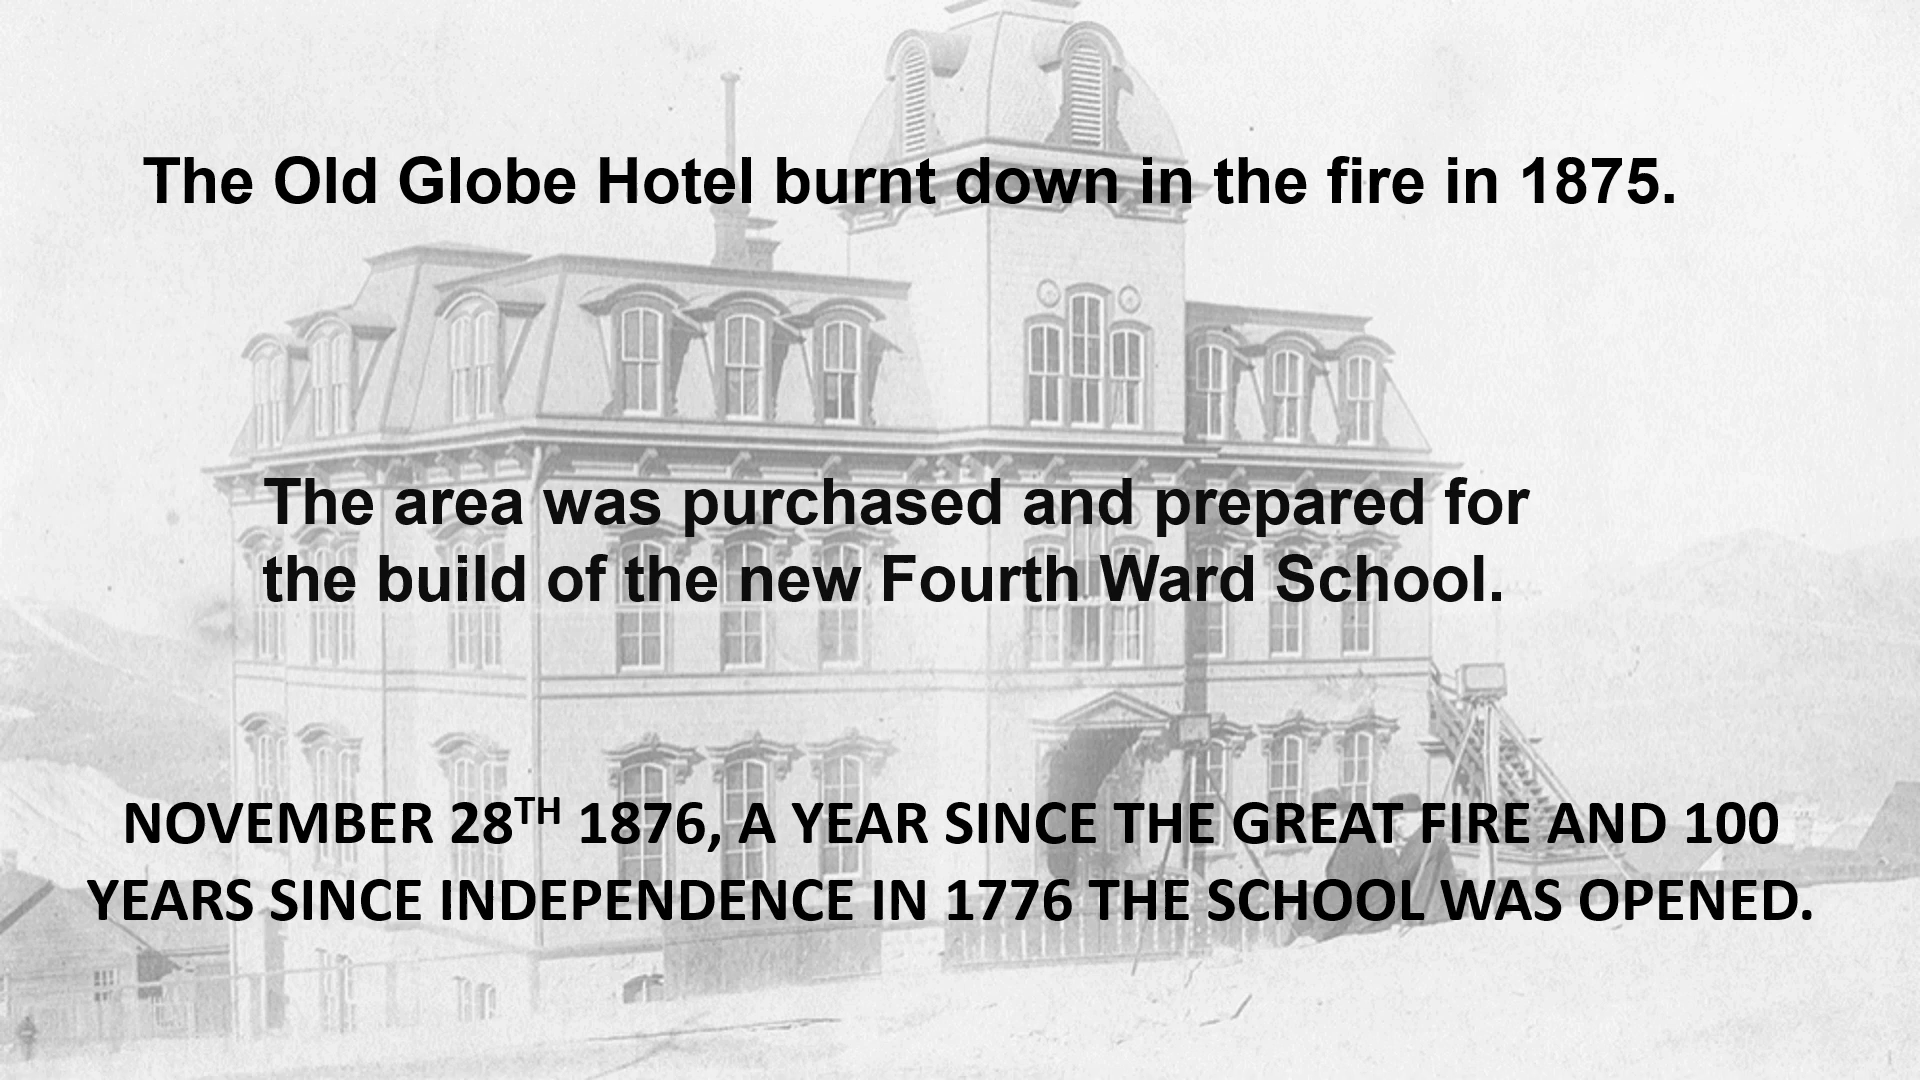 The Old Globe Hotel burnt down in the fire in 1875.
The area was purchased and prepared for
the build of the new Fourth Ward School.
NOVEMBER 28TH 1876, A YEAR SINCE THE GREAT FIRE AND 100
YEARS SINCE INDEPENDENCE IN 1776 THE SCHOOL WAS OPENED.